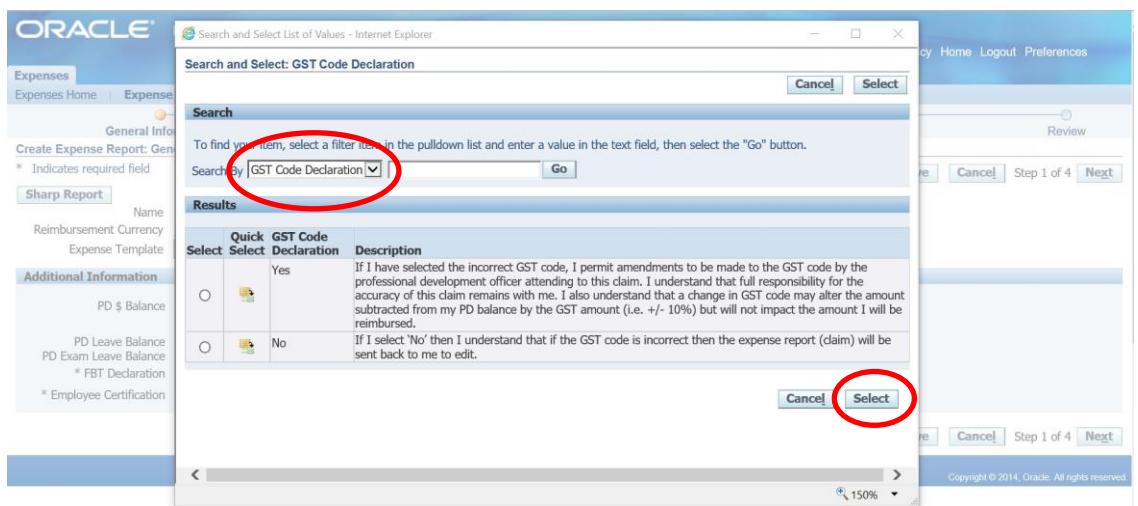 ORACLE
Search and Select List of Values - Internet Explorer
cy Home Logout Preferences
Search and Select: GST Code Declaration
Cancel Select
Expenses
Expenses Home Expense
Search
General Info
Review
To find your item, select a filter item in the pulldown list and enter a value in the text field, then select the "Go" button.
Create Expense Report: Gen
* Indicates required field
Search By GST Code Declaration Go
Cancel Step 1 of 4 Next
Sharp Report
Results
Name
Reimbursement Currency
Expense Template
Select Quick Select GST Code Declaration Description
Additional Information
Yes
If I have selected the incorrect GST code, I permit amendments to be made to the GST code by the
professional development officer attending to this claim. I understand that full responsibility for the
accuracy of this claim remains with me. I also understand that a change in GST code may alter the amount
subtracted from my PD balance by the GST amount (i.e. +/- 10%) but will not impact the amount I will be
reimbursed.
PD $ Balance
No
If I select 'No' then I understand that if the GST code is incorrect then the expense report (claim) will be
sent back to me to edit.
PD Leave Balance
PD Exam Leave Balance
* FBT Declaration
* Employee Certification
Cancel Select
Cancel Step 1 of 4 Next
Copyright © 2014, Oracle. All rights reserved.
150%